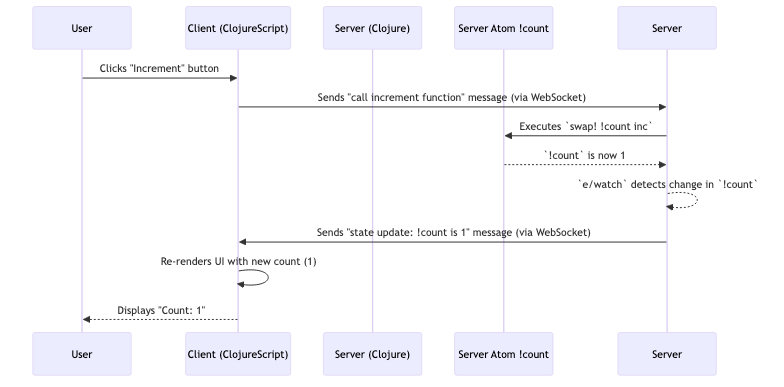 User
Client (ClojureScript)
Server (Clojure)
Server Atom !count
Server
Clicks "Increment" button
Sends "call increment function" message (via WebSocket)
Executes `swap! !count inc`
`!count` is now 1
`e/watch` detects change in `!count`
Sends "state update: !count is 1" message (via WebSocket)
Re-renders UI with new count (1)
Displays "Count: 1"
User
Client (ClojureScript)
Server (Clojure)
Server Atom !count
Server